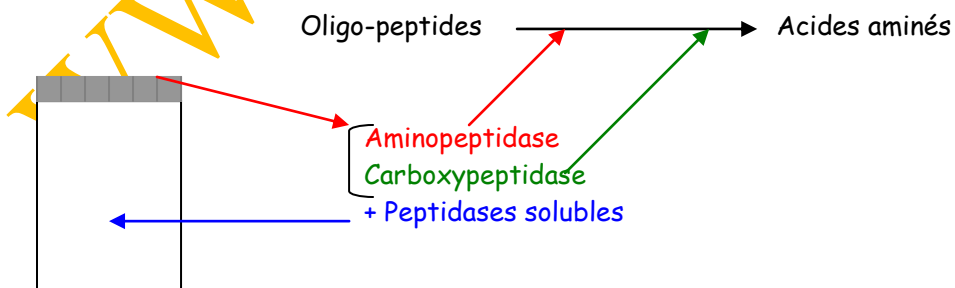 Oligo-peptides Acides aminés
Aminopeptidase
Carboxypeptidase
+ Peptidases solubles